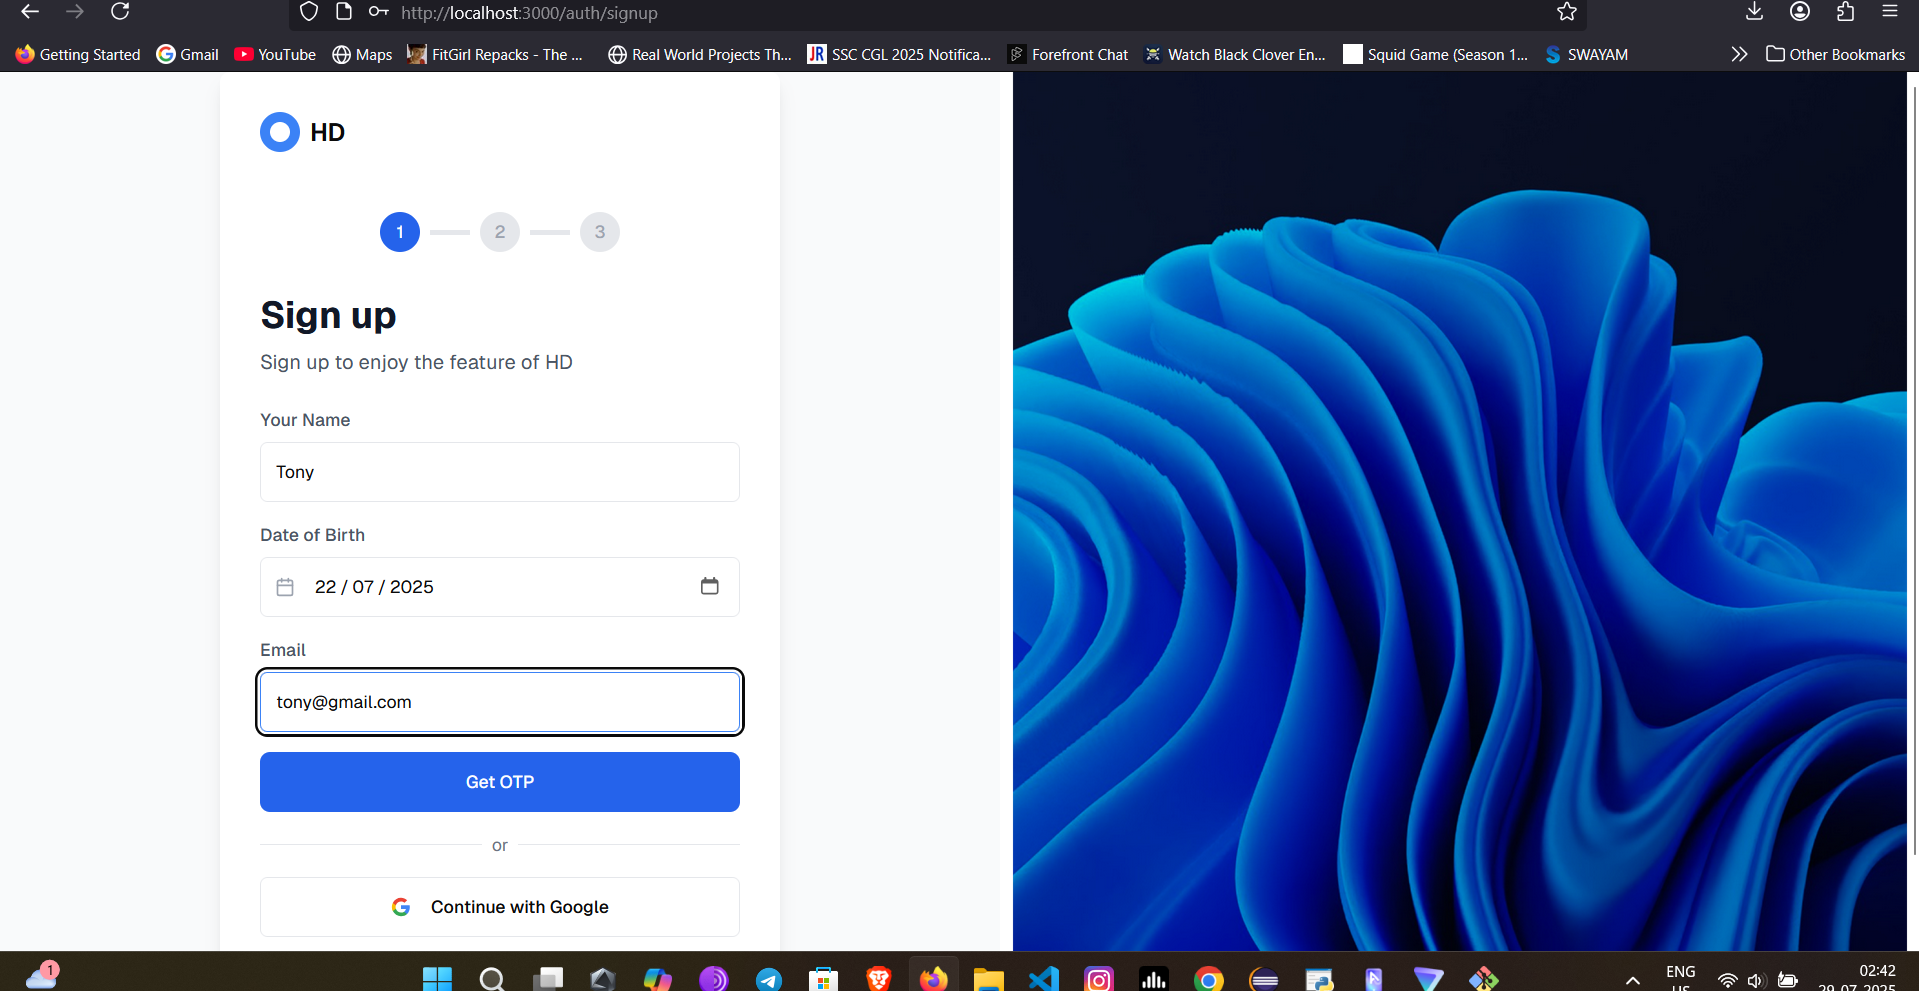 http://localhost:3000/auth/signup
Getting Started
Gmail
YouTube
Maps
FitGirl Repacks - The ...
Real World Projects Th...
JR
SSC CGL 2025 Notifica...
Forefront Chat
Watch Black Clover En...
Squid Game (Season 1...
S
SWAYAM
Other Bookmarks
HD
1
2
3
Sign up
Sign up to enjoy the feature of HD
Your Name
Tony
Date of Birth
22 / 07 / 2025
Email
tony@gmail.com
Get OTP
or
Continue with Google
1
ENG
US
02:42
29-07-2025